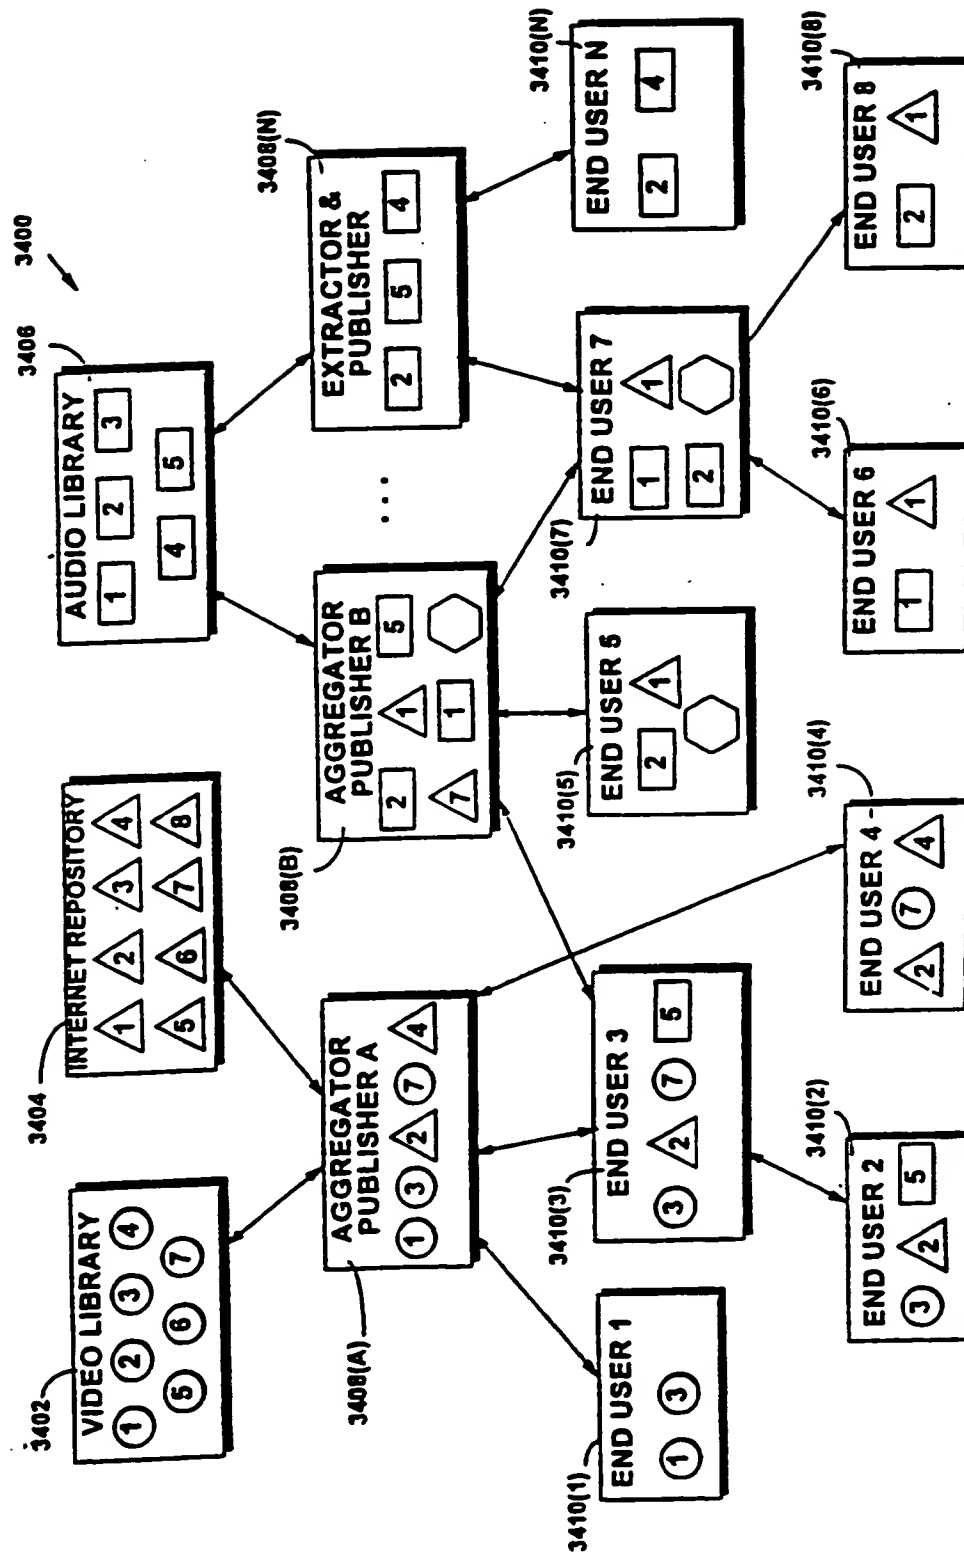 3400
3402
VIDEO LIBRARY
1 2 3 4
5 6 7
3404
INTERNET REPOSITORY
1 2 3 4
5 6 7 8
3406
AUDIO LIBRARY
1 2 3
4 5
3408(A)
AGGREGATOR
PUBLISHER A
1 3 2 7 4
3408(B)
AGGREGATOR
PUBLISHER B
2 1 5
7 1
...
3408(N)
EXTRACTOR &
PUBLISHER
2 5 4
3410(1)
END USER 1
1 3
3410(3)
END USER 3
3 2 7 5
3410(5)
END USER 5
2 1
3410(7)
END USER 7
1 1
2
3410(N)
END USER N
2 4
3410(2)
END USER 2
3 2 5
3410(4)
END USER 4
2 7 4
3410(6)
END USER 6
1 1
3410(8)
END USER 8
2 1